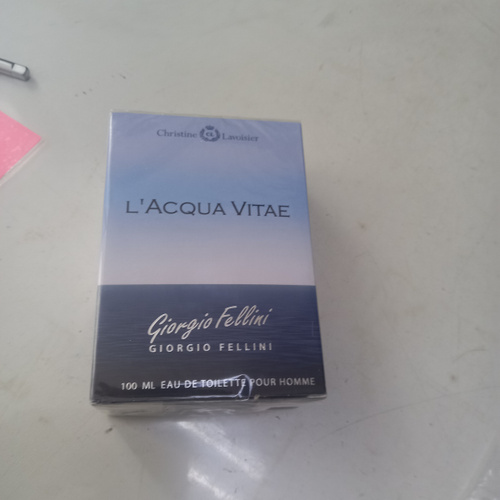 Christine Lavoisier
L'ACQUA VITAE
Giorgio Fellini
GIORGIO FELLINI
100 ML EAU DE TOILETTE POUR HOMME